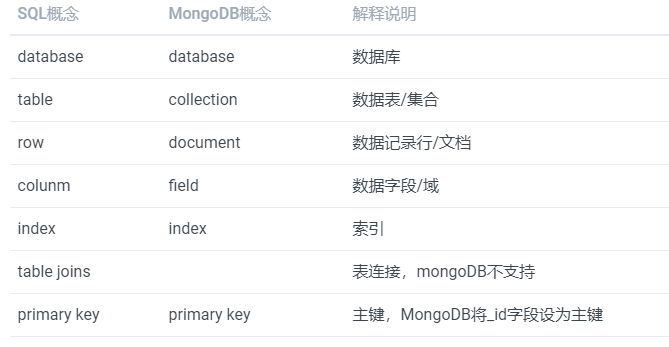 SQL概念 MongoDB概念 解释说明
database database 数据库
table collection 数据表/集合
row document 数据记录行/文档
colunm field 数据字段/域
index index 索引
table joins 表连接，mongoDB不支持
primary key primary key 主键，MongoDB将_id字段设为主键